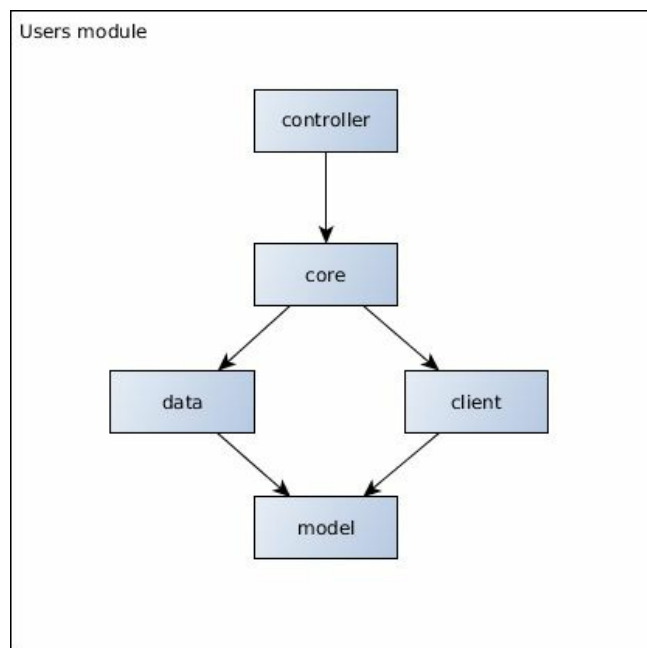 Users module
controller
core
data
client
model